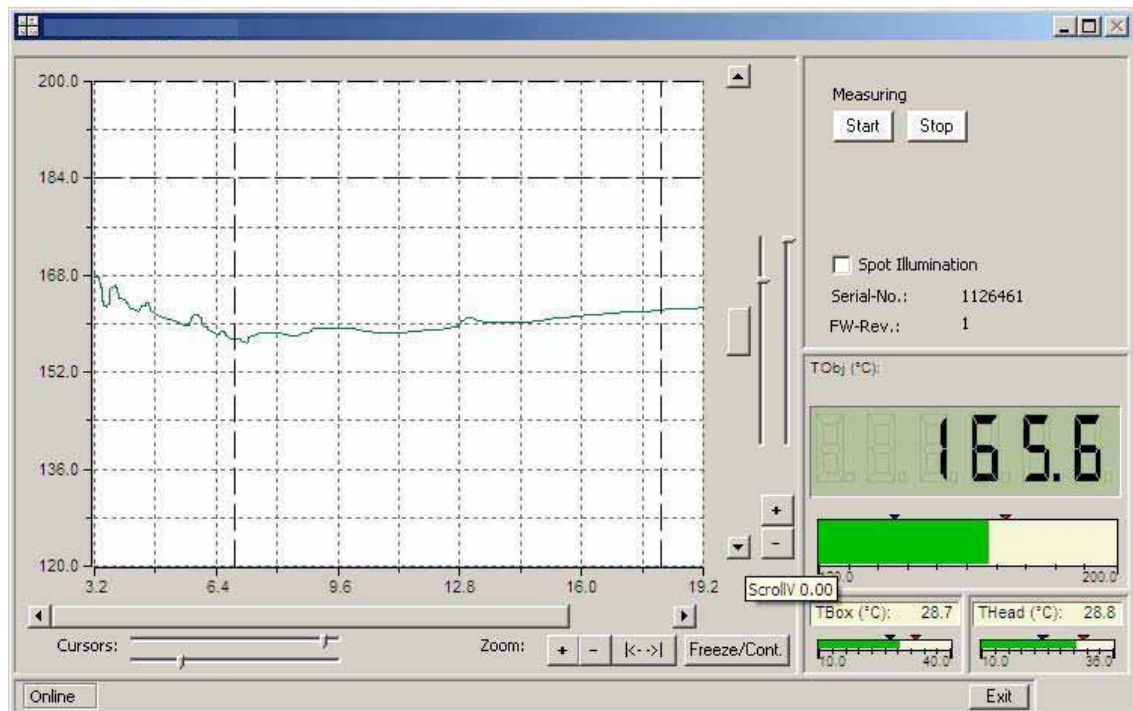 200.0
184.0
168.0
152.0
136.0
120.0
3.2 6.4 9.6 12.8 16.0 19.2
+
-
ScrollV 0.00
Cursors:
Zoom: + - |<-->| Freeze/Cont.
Measuring
Start Stop
Spot Illumination
Serial-No.: 1126461
FW-Rev.: 1
TObj (°C):
165.6
120.0 200.0
TBox (°C): 28.7
10.0 40.0
THead (°C): 28.8
10.0 36.0
Online
Exit